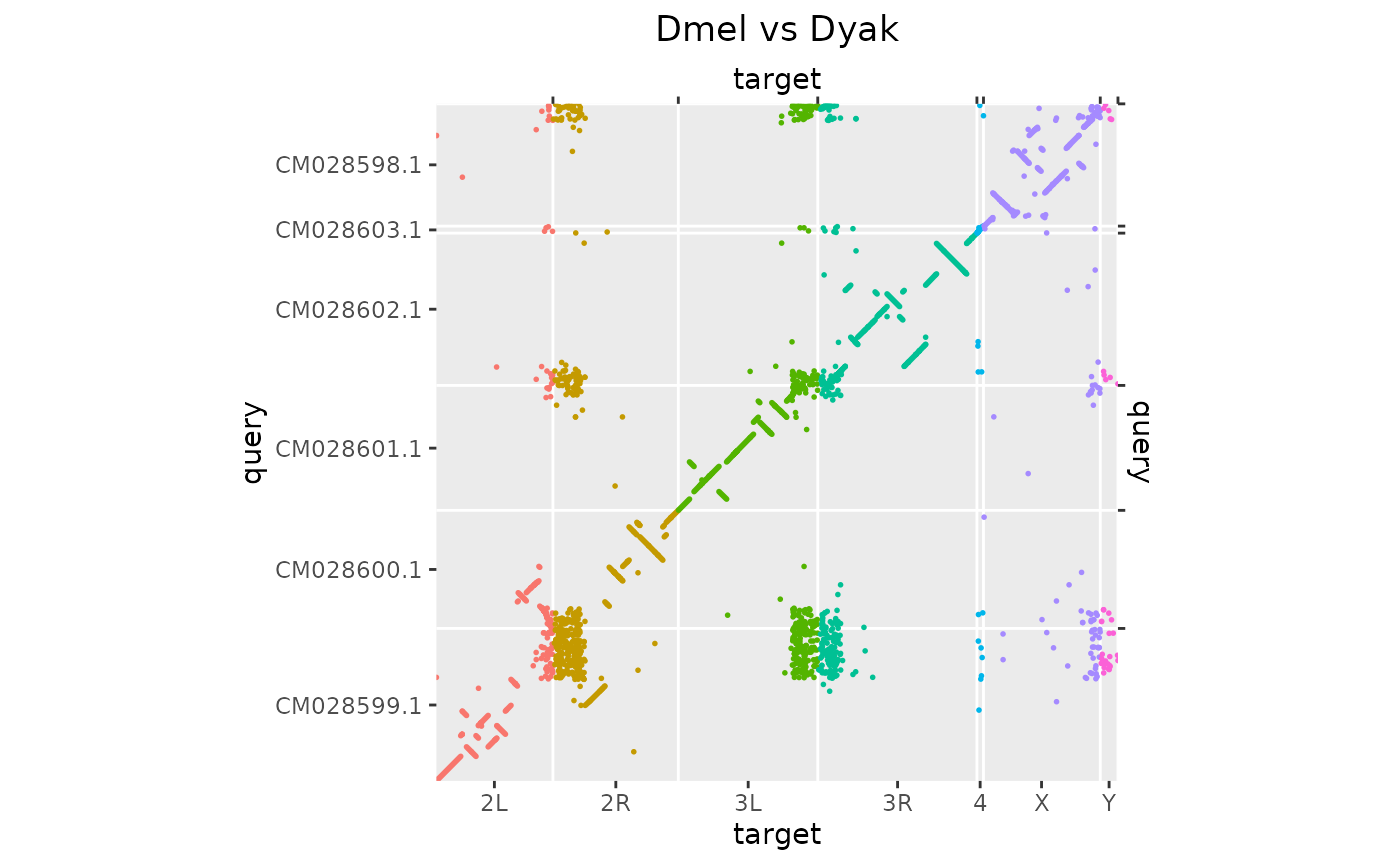 Dmel vs Dyak
target
CM028598.1
CM028603.1
CM028602.1
CM028601.1
CM028600.1
CM028599.1
query
query
2L 2R 3L 3R 4 X Y
target